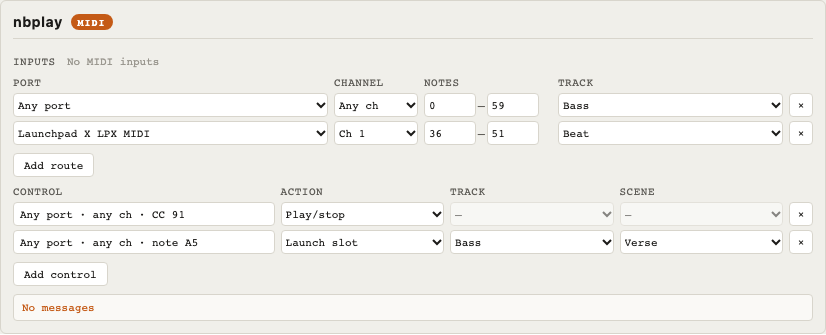 nbplay MIDI
INPUTS No MIDI inputs
PORT CHANNEL NOTES TRACK
Any port Any ch 0 — 59 Bass ×
Launchpad X LPX MIDI Ch 1 36 — 51 Beat ×
Add route
CONTROL ACTION TRACK SCENE
Any port · any ch · CC 91 Play/stop — — ×
Any port · any ch · note A5 Launch slot Bass Verse ×
Add control
No messages